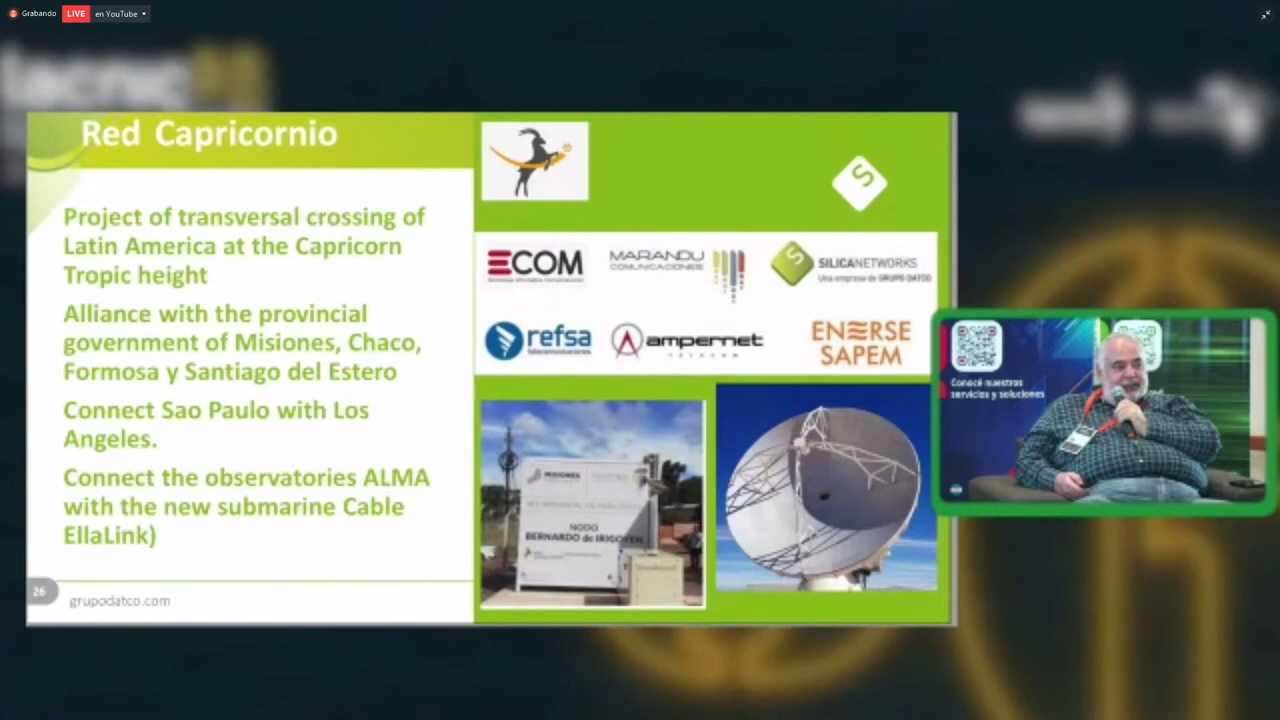 Grabando
LIVE
en YouTube
Red Capricornio
Project of transversal crossing of
Latin America at the Capricorn
Tropic height
Alliance with the provincial
government of Misiones, Chaco,
Formosa y Santiago del Estero
Connect Sao Paulo with Los
Angeles.
Connect the observatories ALMA
with the new submarine Cable
EllaLink)
26
grupodatco.com
S
ECOM
MARANDU
COMUNICACIONES
S
SILICANETWORKS
Una empresa de GRUPO DATCO
refsa
telecomunicaciones
ampernet
TELECOM
ENERSE
SAPEM
MISIONES
NODO
BERNARDO de IRIGOYEN
Conocé nuestros
servicios y soluciones